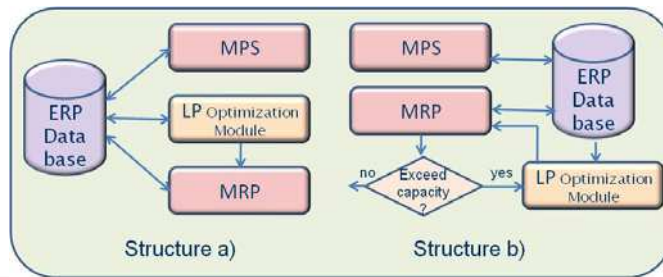 MPS
ERP
Data
base
LP Optimization
Module
MRP
Structure a)
MPS
ERP
Data
base
MRP
no
Exceed
capacity
?
yes
LP Optimization
Module
Structure b)